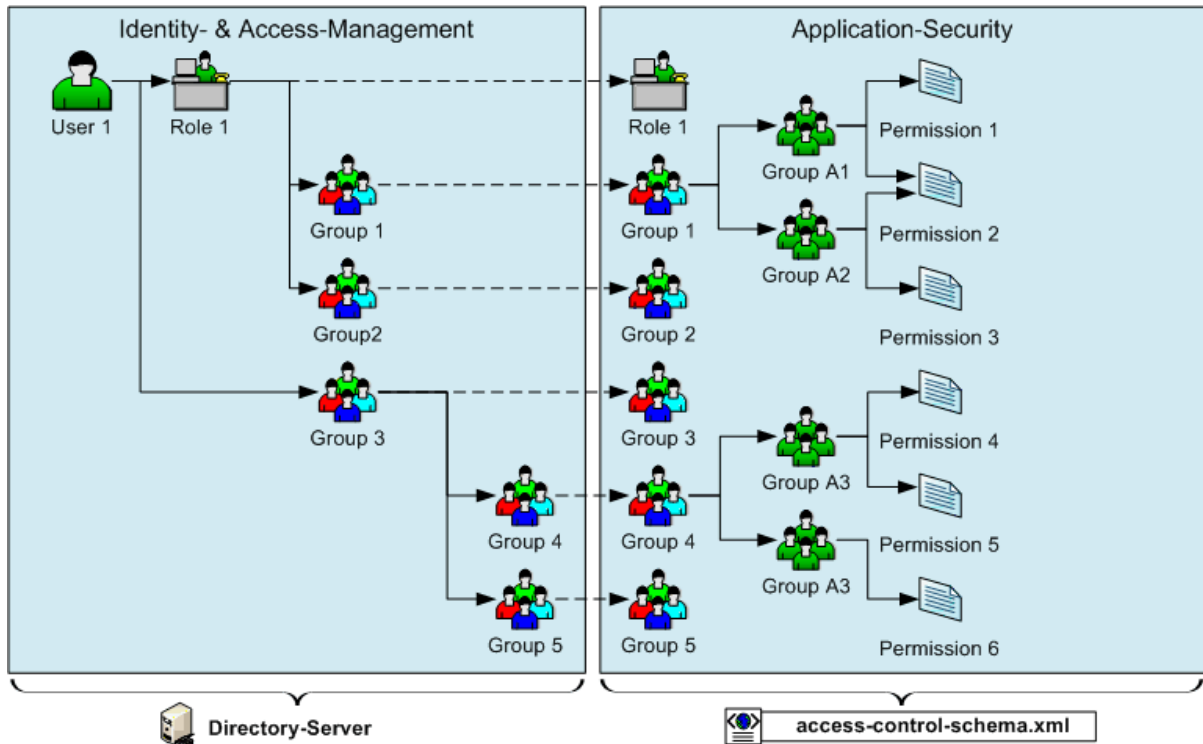 Identity- & Access-Management
User 1
Role 1
Group 1
Group2
Group 3
Group 4
Group 5
Directory-Server
Application-Security
Role 1
Group 1
Group 2
Group 3
Group 4
Group 5
Group A1
Group A2
Group A3
Group A3
Permission 1
Permission 2
Permission 3
Permission 4
Permission 5
Permission 6
access-control-schema.xml